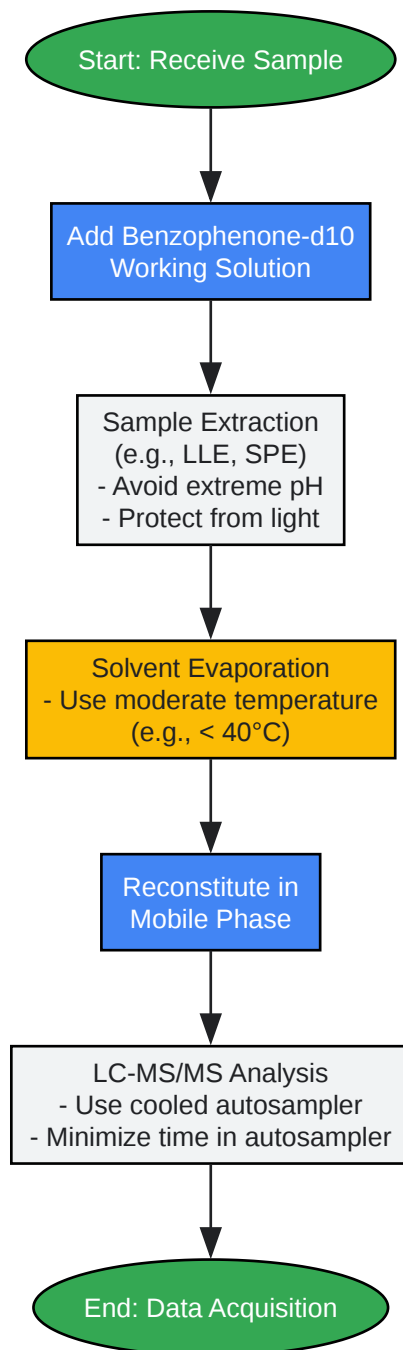 Start: Receive Sample
Add Benzophenone-d10
Working Solution
Sample Extraction
(e.g., LLE, SPE)
- Avoid extreme pH
- Protect from light
Solvent Evaporation
- Use moderate temperature
(e.g., < 40°C)
Reconstitute in
Mobile Phase
LC-MS/MS Analysis
- Use cooled autosampler
- Minimize time in autosampler
End: Data Acquisition